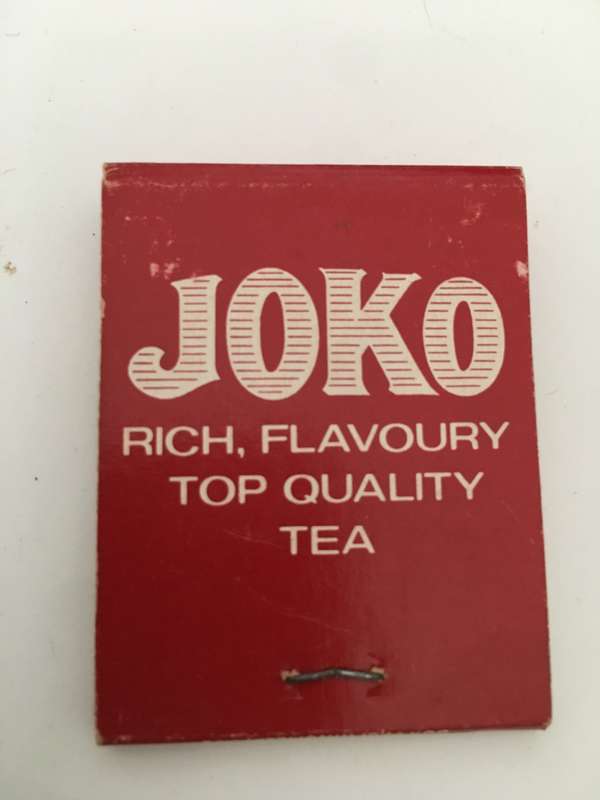 JOKO
RICH, FLAVOURY
TOP QUALITY
TEA